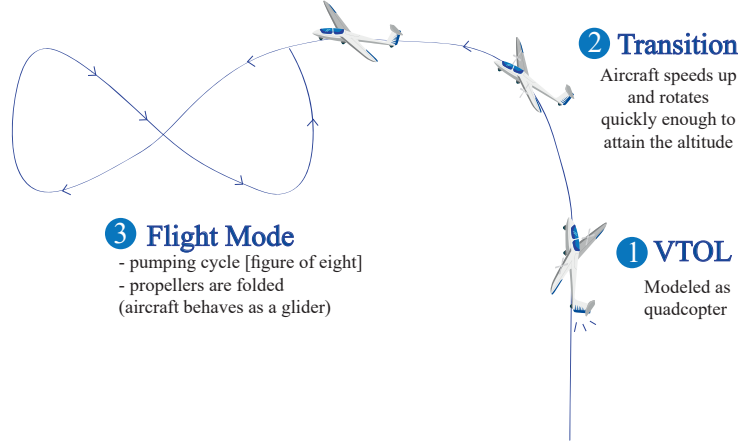 2 Transition
Aircraft speeds up
and rotates
quickly enough to
attain the altitude
3 Flight Mode
- pumping cycle [figure of eight]
- propellers are folded
(aircraft behaves as a glider)
1 VTOL
Modeled as
quadcopter